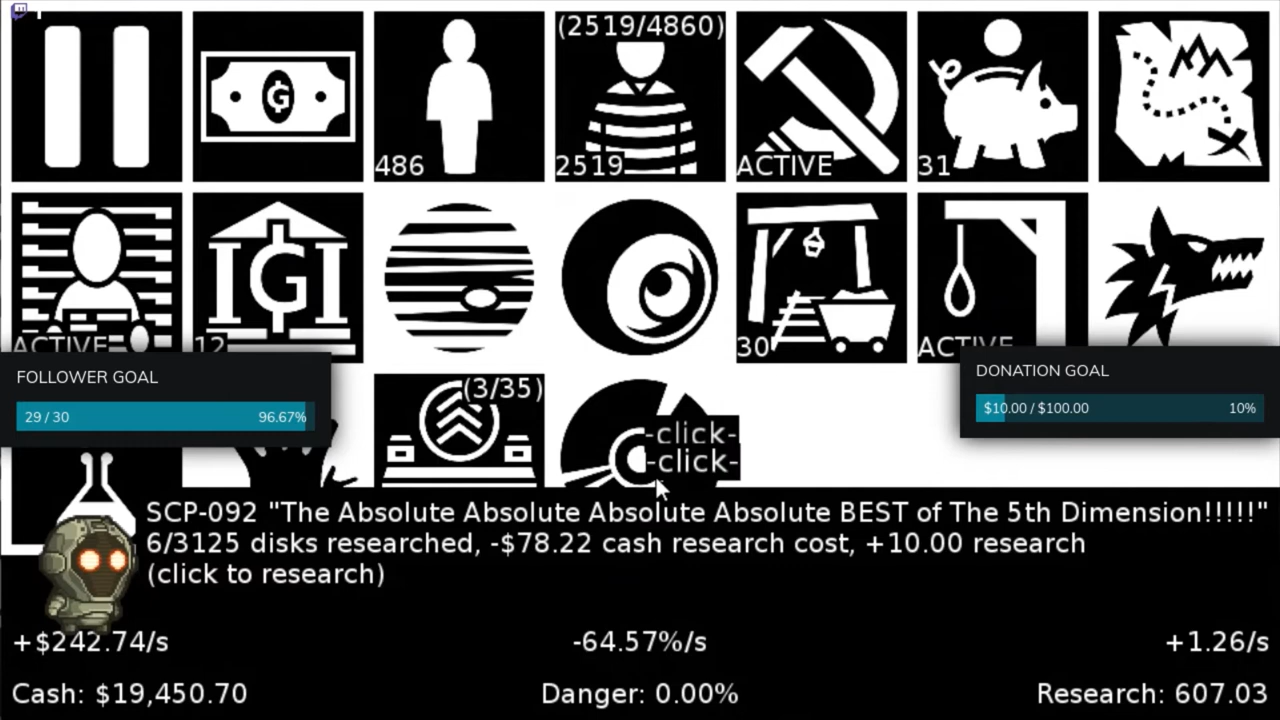 (2519/4860)
486
2519
ACTIVE
31
ACTIVE
12
30
ACTIVE
FOLLOWER GOAL
29 / 30 96.67%
DONATION GOAL
$10.00 / $100.00 10%
(3/35)
-click-
-click-
SCP-092 "The Absolute Absolute Absolute Absolute BEST of The 5th Dimension!!!!!"
6/3125 disks researched, -$78.22 cash research cost, +10.00 research
(click to research)
+$242.74/s -64.57%/s +1.26/s
Cash: $19,450.70 Danger: 0.00% Research: 607.03